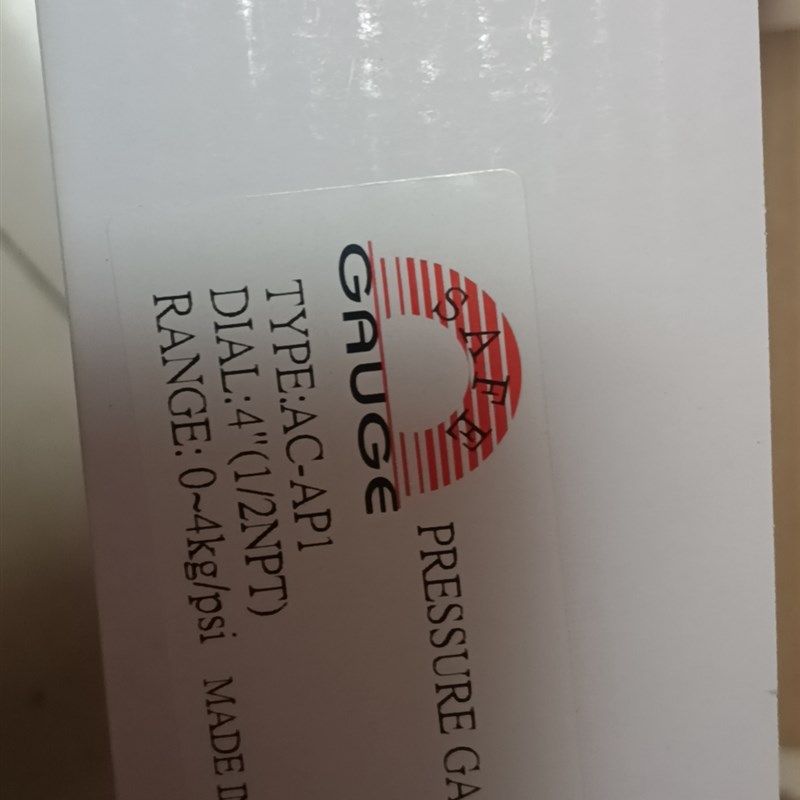 SAFE
GAUGE
PRESSURE GA
TYPE:AC-AP1
DIAL:4"(1/2NPT)
RANGE: 0~4kg/psi MADE I